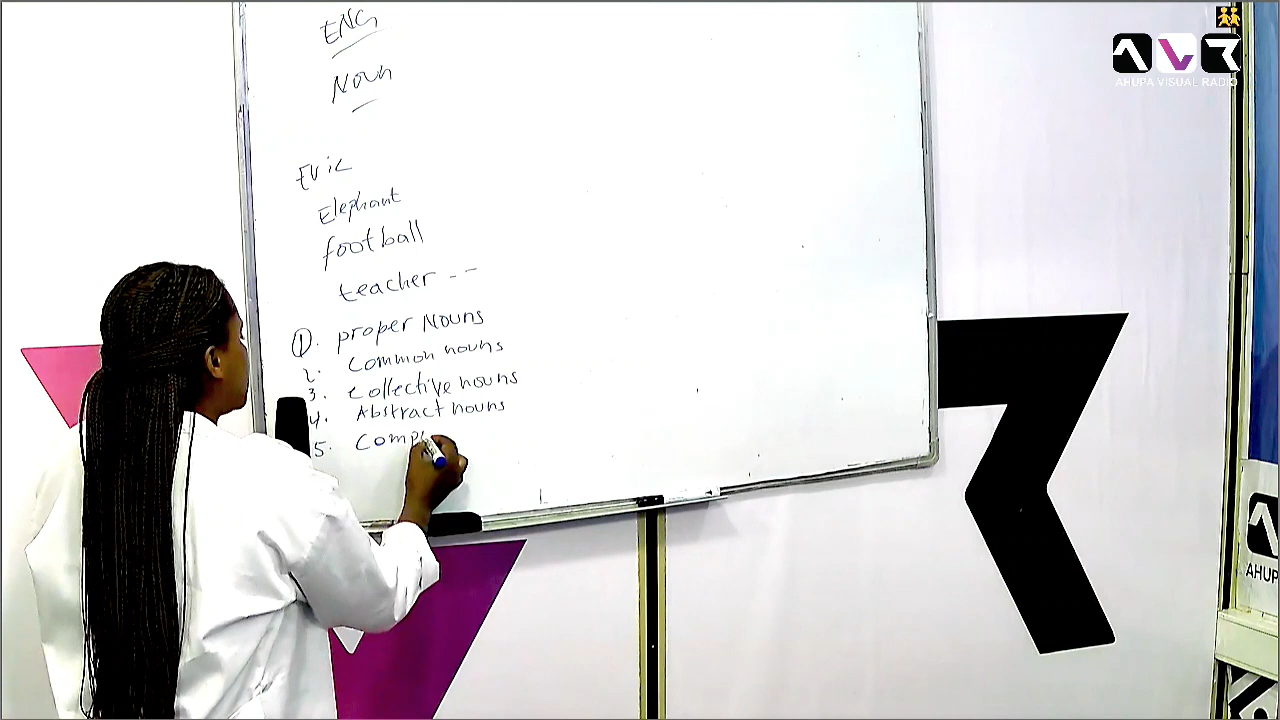 ENG
Noun
Eric
Elephant
football
teacher --
①. proper Nouns
2. Common nouns
3. Collective nouns
4. Abstract nouns
5. Comp
AVR
AHUPA VISUAL RADIO
AHUP